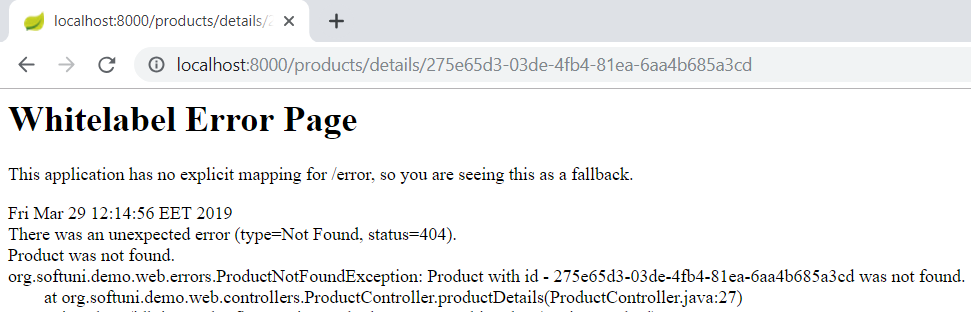 localhost:8000/products/details/2
localhost:8000/products/details/275e65d3-03de-4fb4-81ea-6aa4b685a3cd
Whitelabel Error Page
This application has no explicit mapping for /error, so you are seeing this as a fallback.
Fri Mar 29 12:14:56 EET 2019
There was an unexpected error (type=Not Found, status=404).
Product was not found.
org.softuni.demo.web.errors.ProductNotFoundException: Product with id - 275e65d3-03de-4fb4-81ea-6aa4b685a3cd was not found.
at org.softuni.demo.web.controllers.ProductController.productDetails(ProductController.java:27)